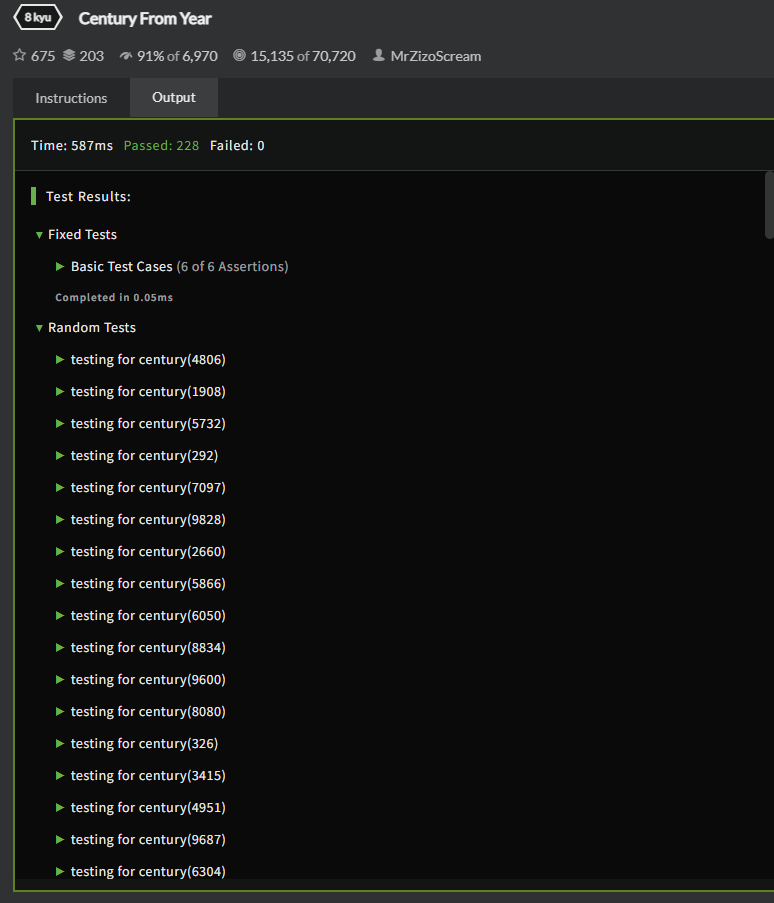 8 kyu Century From Year
675 203 91% of 6,970 15,135 of 70,720 MrZizoScream
Instructions Output
Time: 587ms Passed: 228 Failed: 0
Test Results:
Fixed Tests
Basic Test Cases (6 of 6 Assertions)
Completed in 0.05ms
Random Tests
testing for century(4806)
testing for century(1908)
testing for century(5732)
testing for century(292)
testing for century(7097)
testing for century(9828)
testing for century(2660)
testing for century(5866)
testing for century(6050)
testing for century(8834)
testing for century(9600)
testing for century(8080)
testing for century(326)
testing for century(3415)
testing for century(4951)
testing for century(9687)
testing for century(6304)